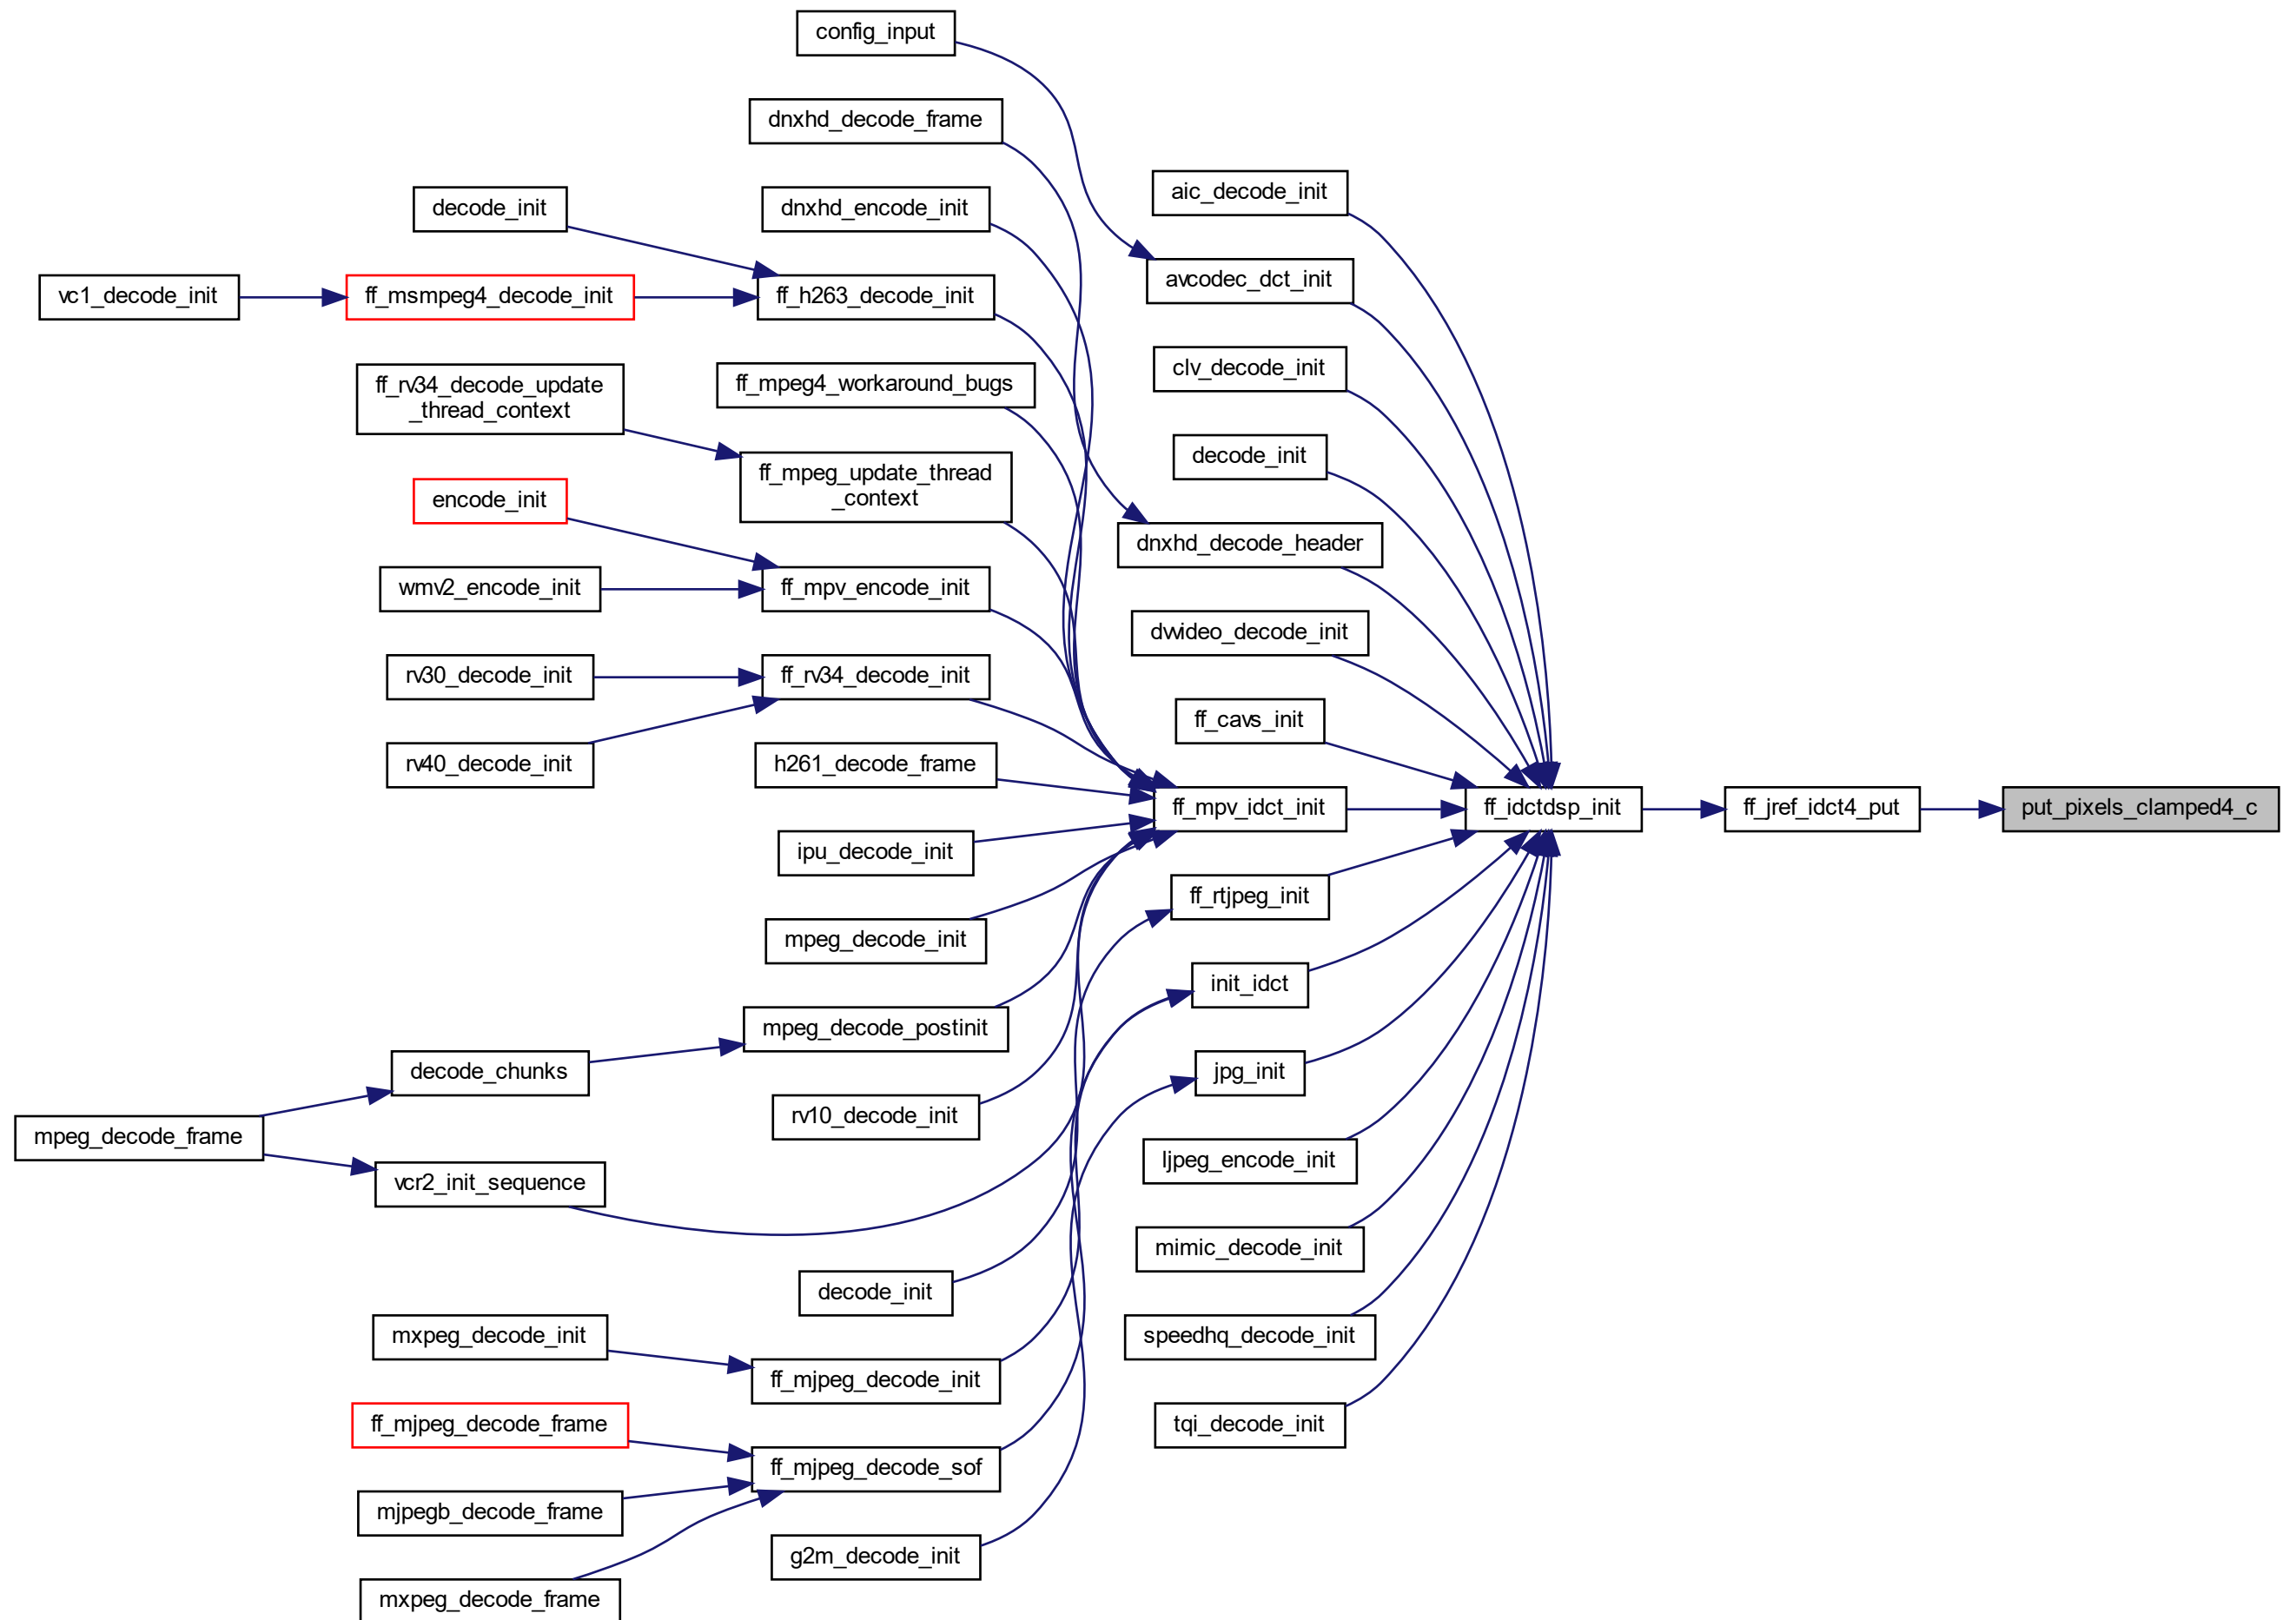 config_input
dnxhd_decode_frame
aic_decode_init
decode_init
dnxhd_encode_init
avcodec_dct_init
vc1_decode_init
ff_msmpeg4_decode_init
ff_h263_decode_init
clv_decode_init
ff_rv34_decode_update
_thread_context
ff_mpeg4_workaround_bugs
decode_init
ff_mpeg_update_thread
_context
encode_init
dnxhd_decode_header
wmv2_encode_init
ff_mpv_encode_init
dvvideo_decode_init
rv30_decode_init
ff_rv34_decode_init
ff_cavs_init
rv40_decode_init
h261_decode_frame
ff_mpv_idct_init
ff_idctdsp_init
ff_jref_idct4_put
put_pixels_clamped4_c
ipu_decode_init
ff_rtjpeg_init
mpeg_decode_init
init_idct
mpeg_decode_postinit
decode_chunks
jpg_init
rv10_decode_init
mpeg_decode_frame
ljpeg_encode_init
vcr2_init_sequence
mimic_decode_init
decode_init
mxpeg_decode_init
speedhq_decode_init
ff_mjpeg_decode_init
ff_mjpeg_decode_frame
tqi_decode_init
ff_mjpeg_decode_sof
mjpegb_decode_frame
g2m_decode_init
mxpeg_decode_frame